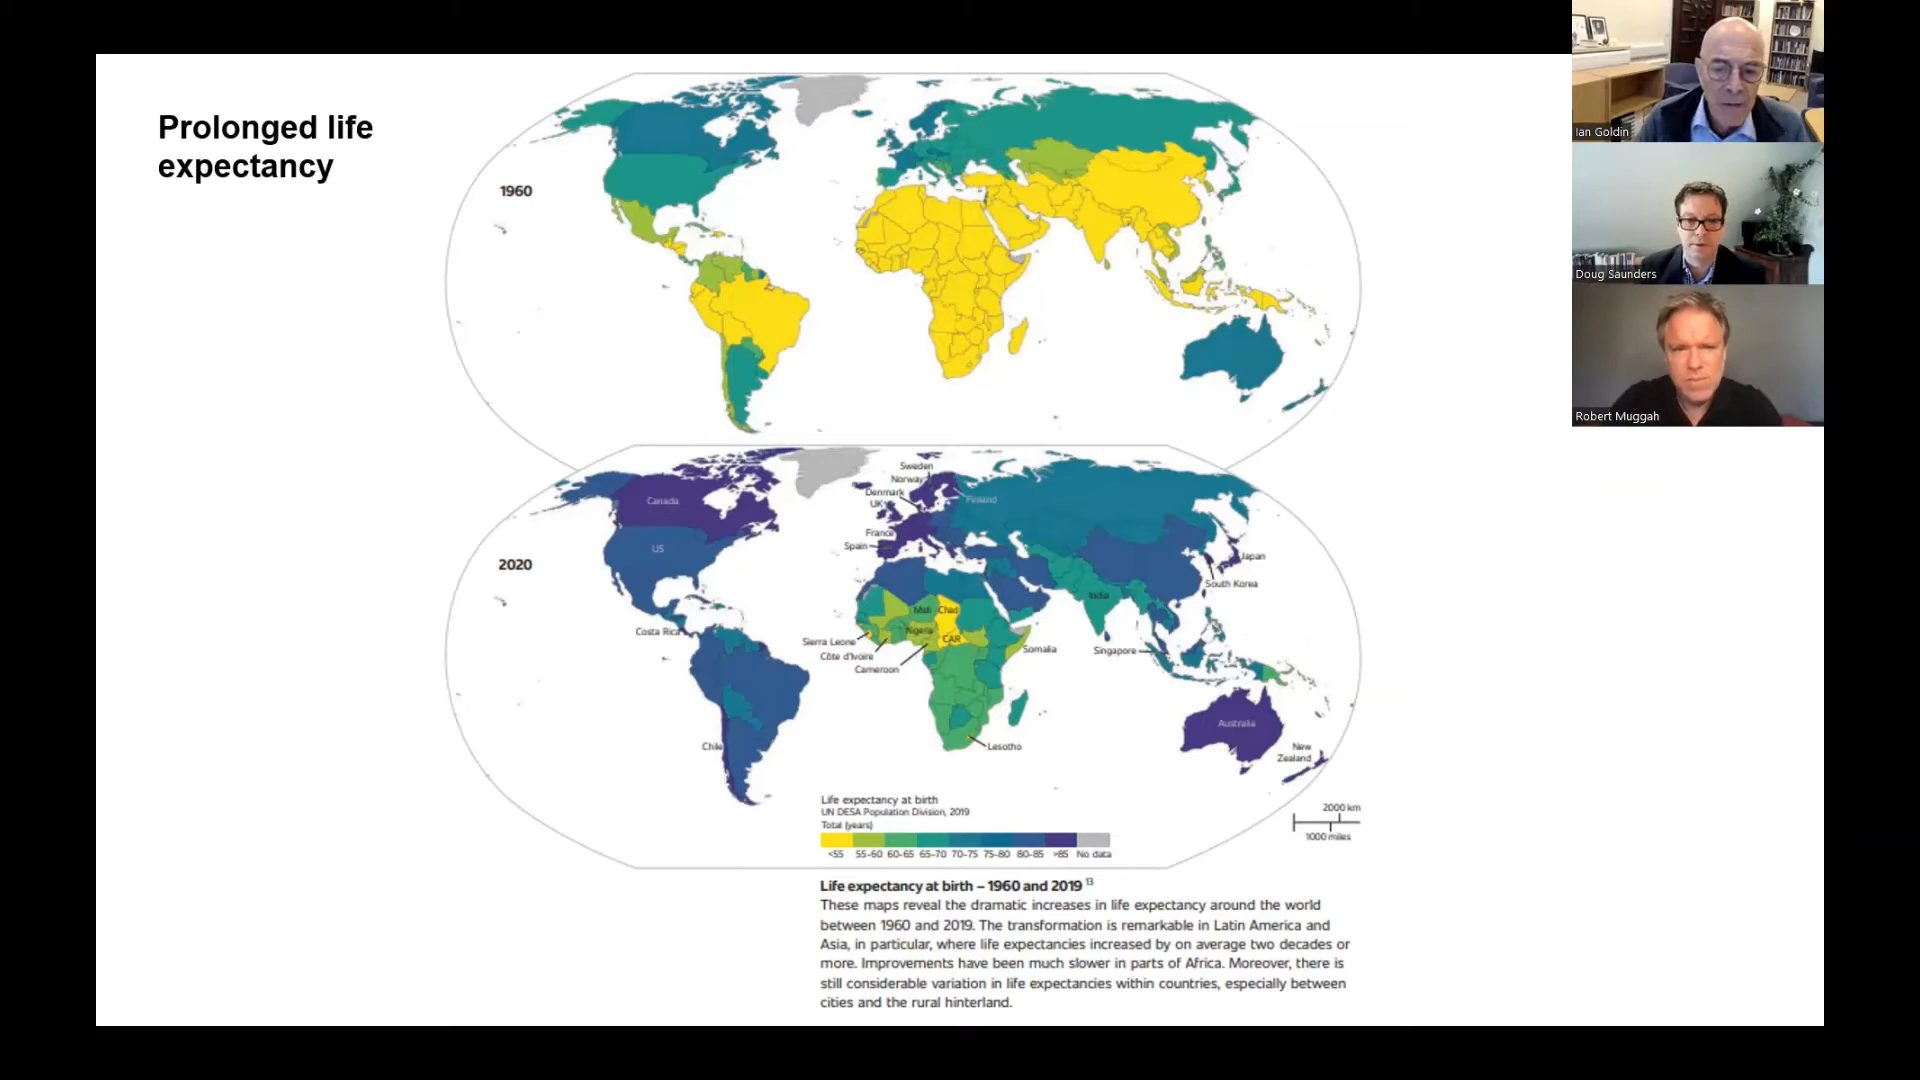 Prolonged life
expectancy
1960
Ian Goldin
Doug Saunders
Robert Muggah
2020
Sweden
Norway
Denmark
UK
Finland
Canada
France
Spain
US
Japan
South Korea
India
Mali
Chad
Nigeria
CAR
Sierra Leone
Côte d'Ivoire
Cameroon
Somalia
Costa Rica
Singapore
Chile
Lesotho
Australia
New
Zealand
Life expectancy at birth
UN DESA Population Division, 2019
Total (years)
<55 55-60 60-65 65-70 70-75 75-80 80-85 >85 No data
2000 km
1000 miles
Life expectancy at birth – 1960 and 2019 13
These maps reveal the dramatic increases in life expectancy around the world
between 1960 and 2019. The transformation is remarkable in Latin America and
Asia, in particular, where life expectancies increased by on average two decades or
more. Improvements have been much slower in parts of Africa. Moreover, there is
still considerable variation in life expectancies within countries, especially between
cities and the rural hinterland.